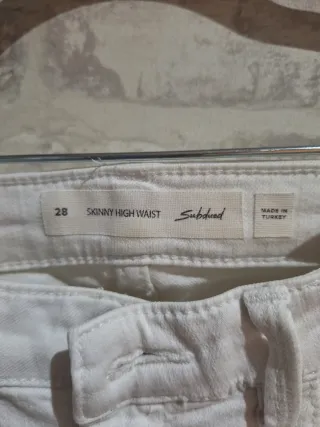 28 SKINNY HIGH WAIST Subdued
MADE IN
TURKEY